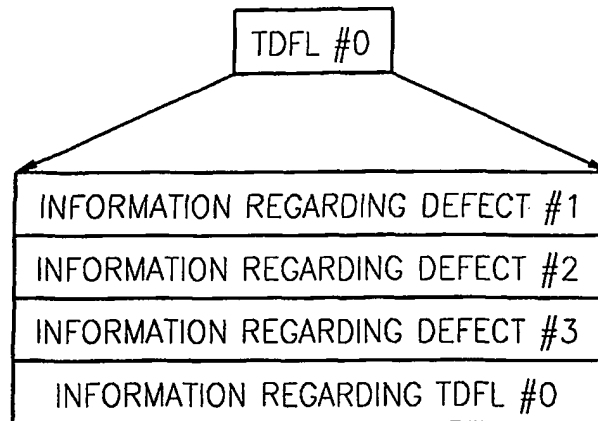 TDFL #0
INFORMATION REGARDING DEFECT #1
INFORMATION REGARDING DEFECT #2
INFORMATION REGARDING DEFECT #3
INFORMATION REGARDING TDFL #0